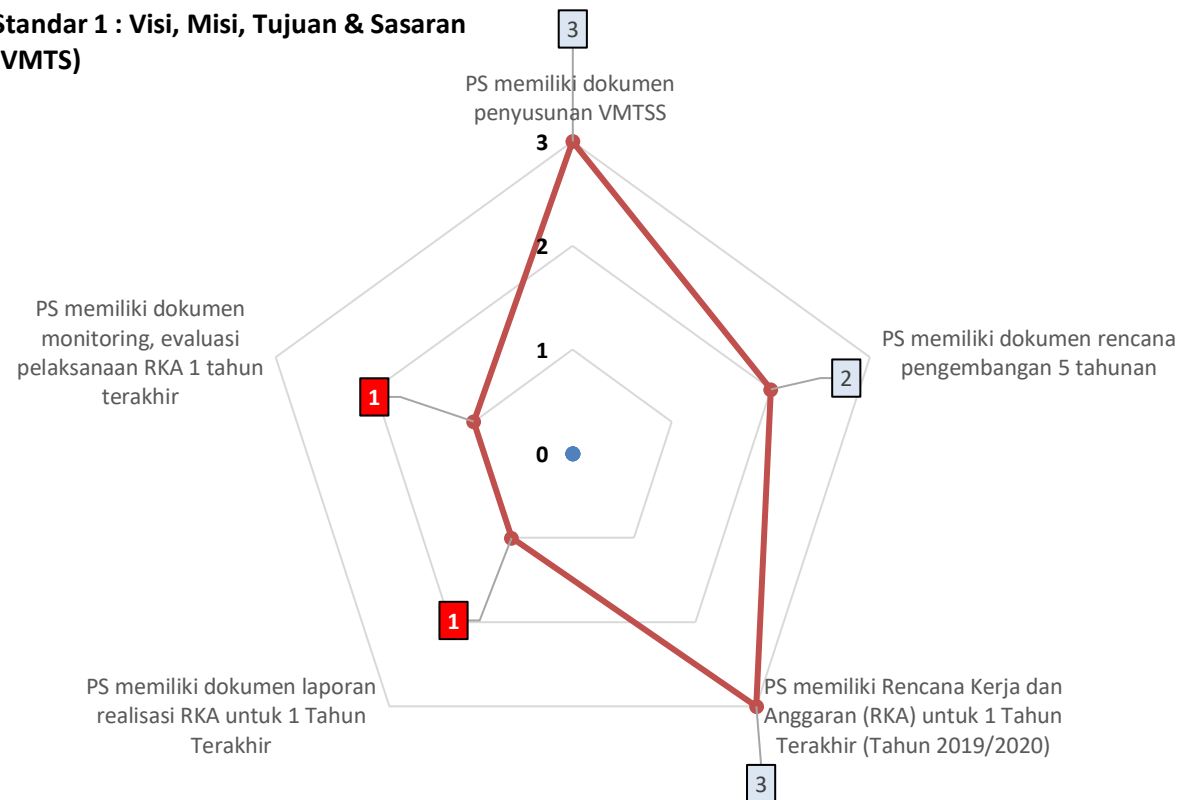 Standar 1 : Visi, Misi, Tujuan & Sasaran
VMTS)
3
PS memiliki dokumen
penyusunan VMTSS
3
2
1
0
PS memiliki dokumen rencana
pengembangan 5 tahunan
2
PS memiliki Rencana Kerja dan
Anggaran (RKA) untuk 1 Tahun
Terakhir (Tahun 2019/2020)
3
PS memiliki dokumen laporan
realisasi RKA untuk 1 Tahun
Terakhir
1
PS memiliki dokumen
monitoring, evaluasi
pelaksanaan RKA 1 tahun
terakhir
1